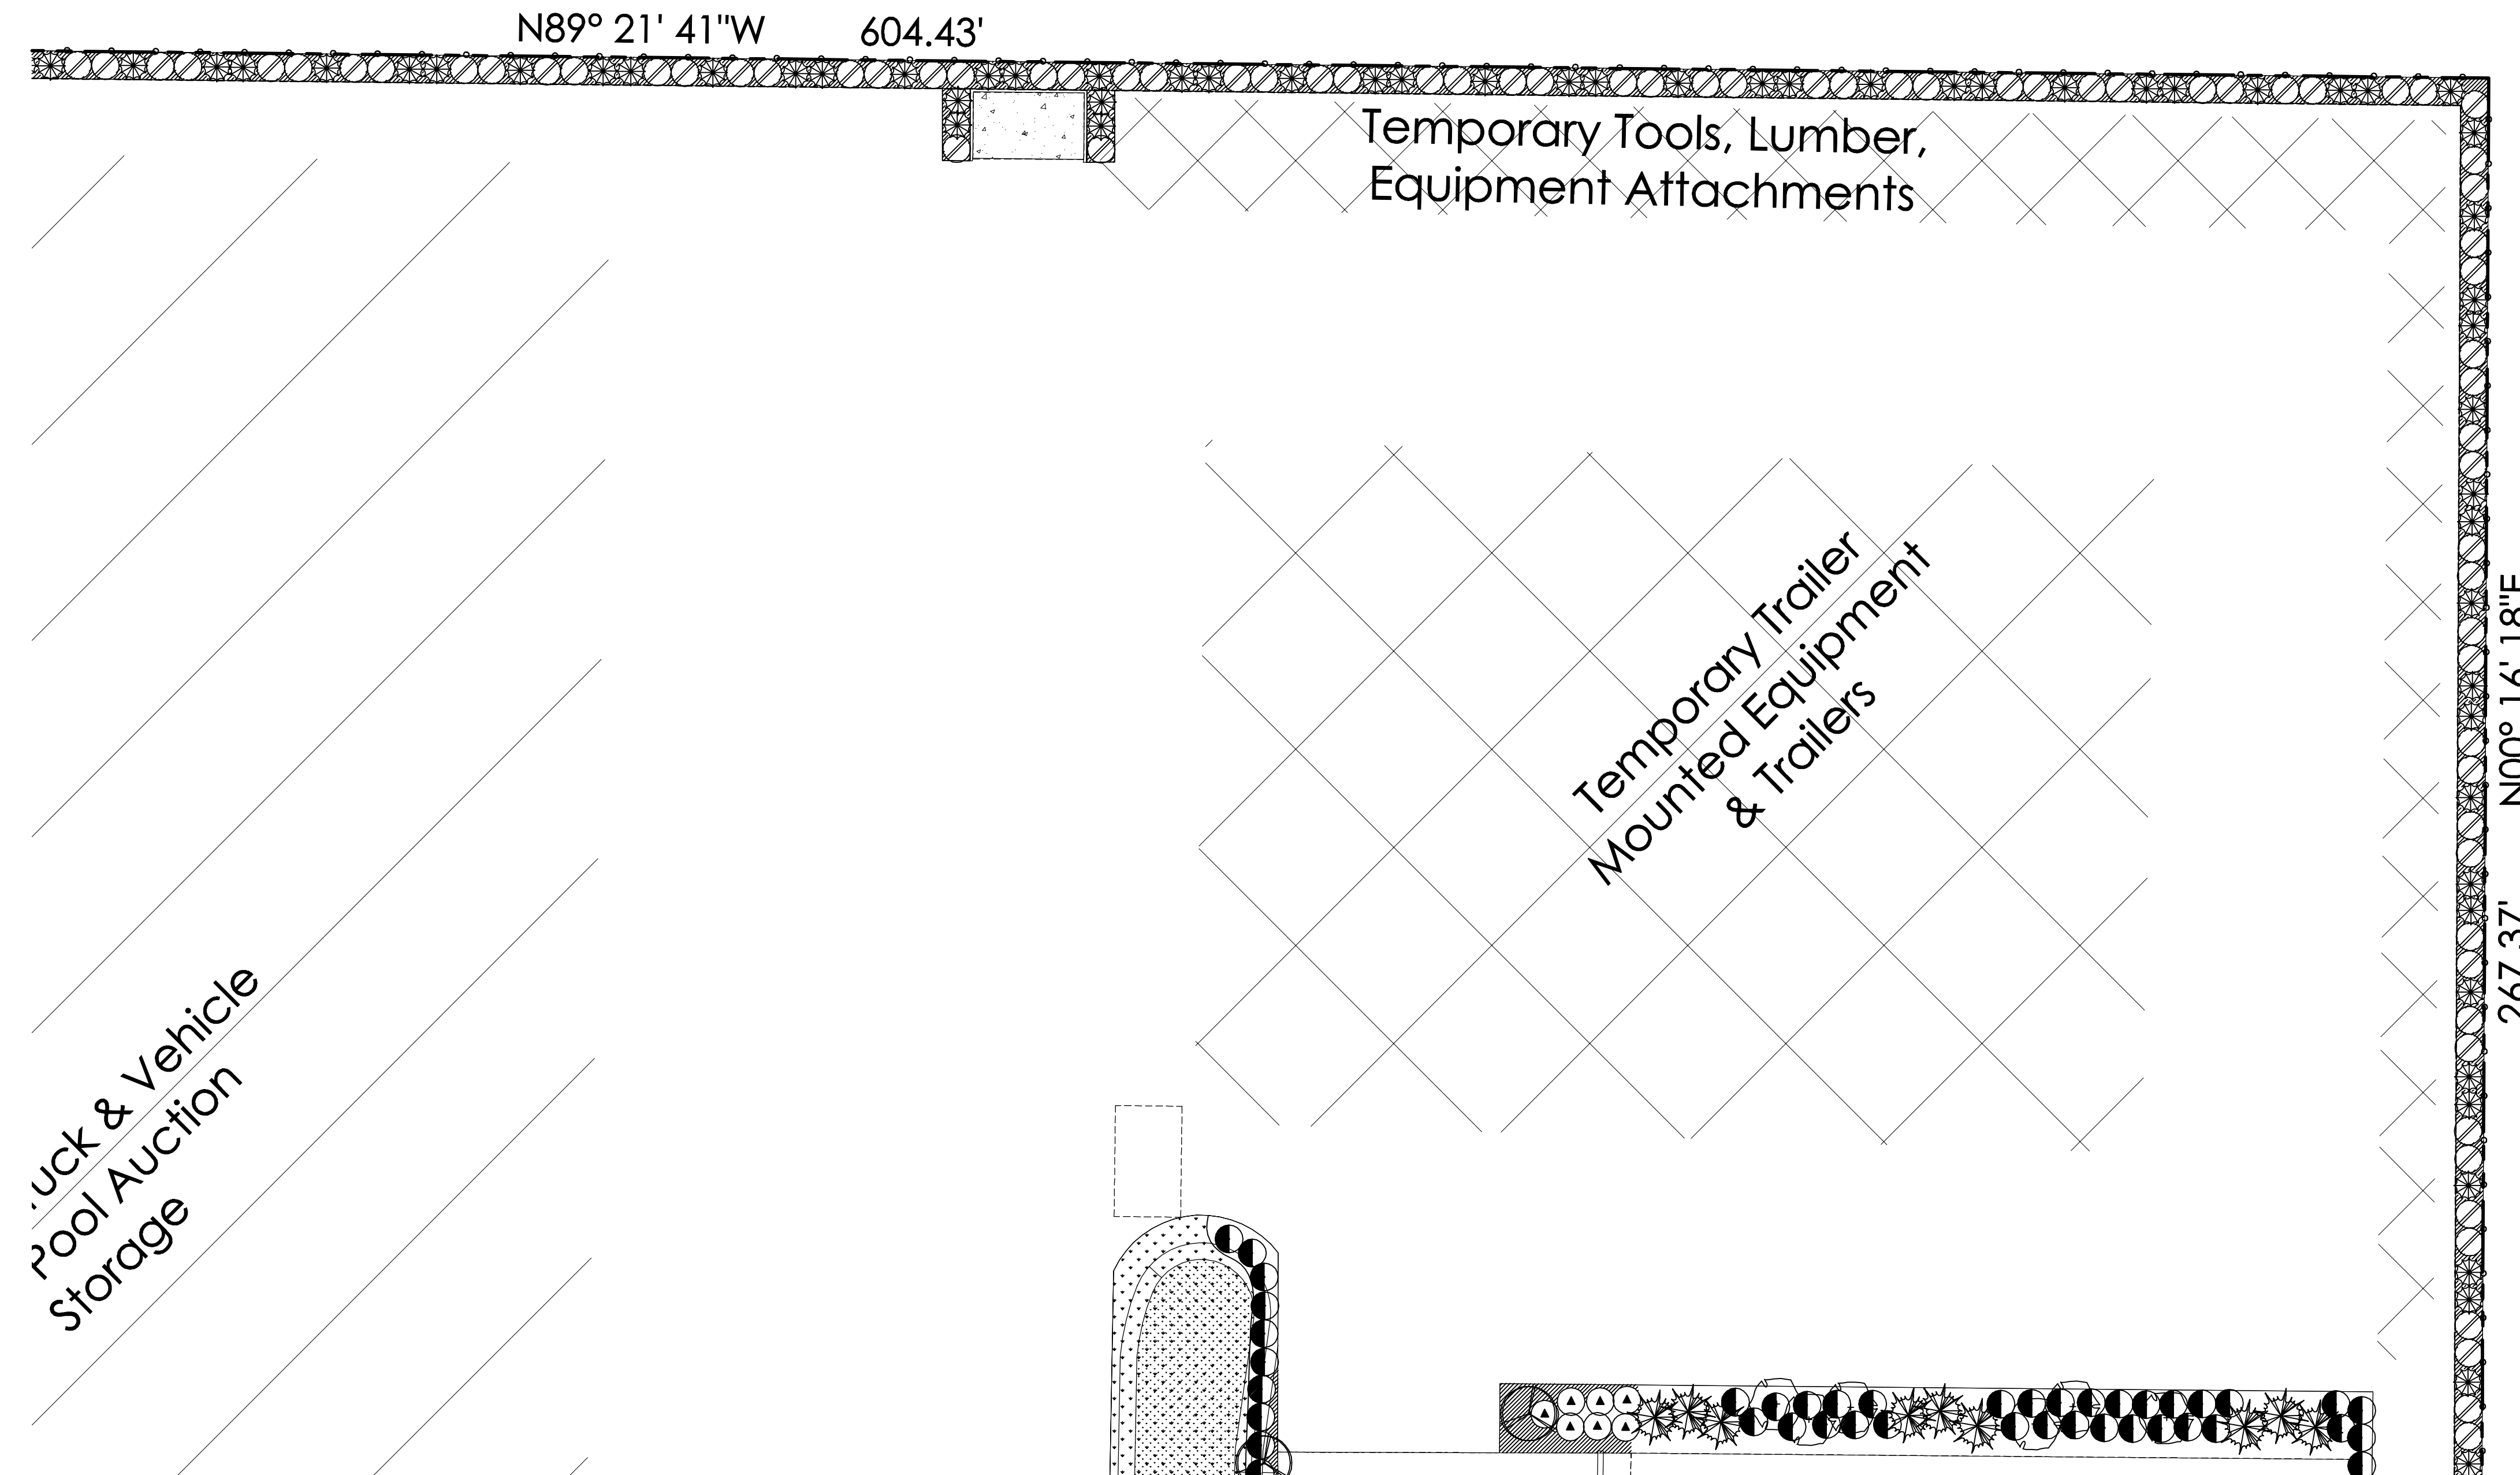 N89° 21' 41"W 604.43'
Temporary Tools, Lumber,
Equipment Attachments
Temporary Trailer
Mounted Equipment
& Trailers
N00° 16' 18"E 267.37'
& Vehicle
Pool Auction
Storage